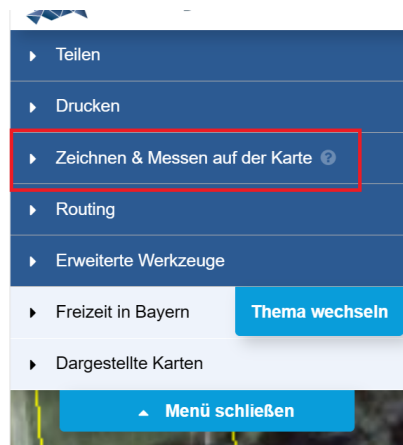 Teilen
Drucken
Zeichnen & Messen auf der Karte ?
Routing
Erweiterte Werkzeuge
Freizeit in Bayern Thema wechseln
Dargestellte Karten
Menü schließen